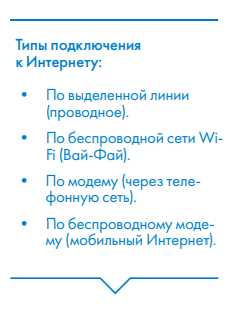 Типы подключения
к Интернету:
• По выделенной линии
(проводное).
• По беспроводной сети Wi-
Fi (Вай-Фай).
• По модему (через теле-
фонную сеть).
• По беспроводному моде-
му (мобильный Интернет).